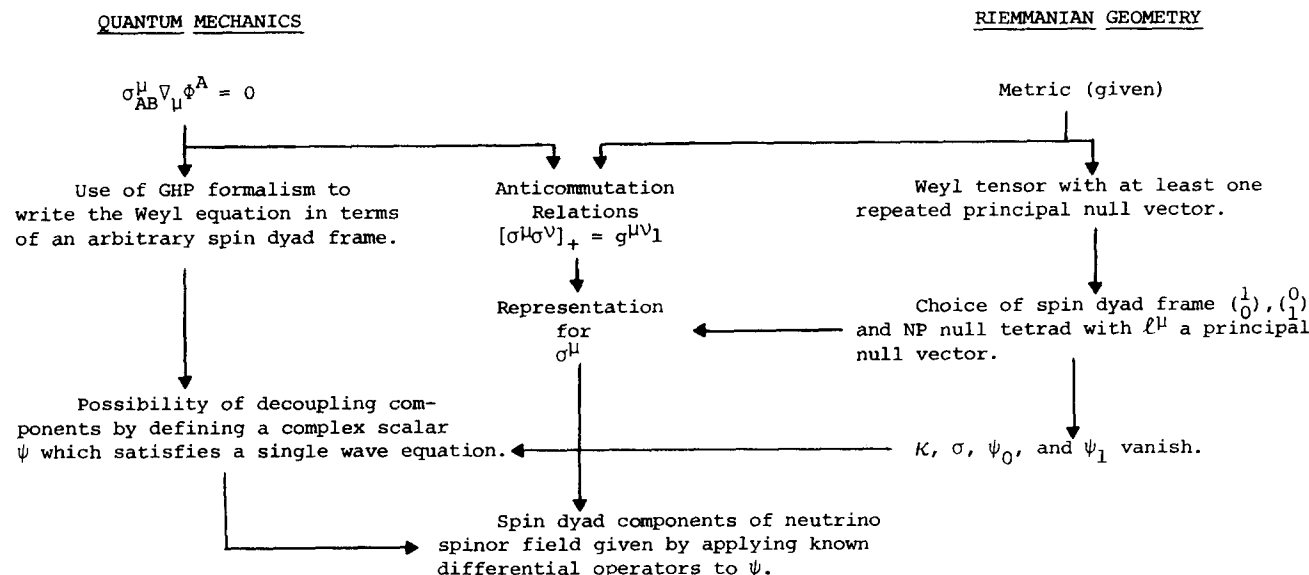 QUANTUM MECHANICS
RIEMMANIAN GEOMETRY
σ^μ_AB ∇_μ Φ^A = 0
Metric (given)
Use of GHP formalism to
write the Weyl equation in terms
of an arbitrary spin dyad frame.
Anticommutation
Relations
[σ^μσ^ν]_+ = g^μν1
Weyl tensor with at least one
repeated principal null vector.
Representation
for
σ^μ
Choice of spin dyad frame (1 0), (0 1)
and NP null tetrad with ℓ^μ a principal
null vector.
Possibility of decoupling com-
ponents by defining a complex scalar
ψ which satisfies a single wave equation.
κ, σ, ψ_0, and ψ_1 vanish.
Spin dyad components of neutrino
spinor field given by applying known
differential operators to ψ.